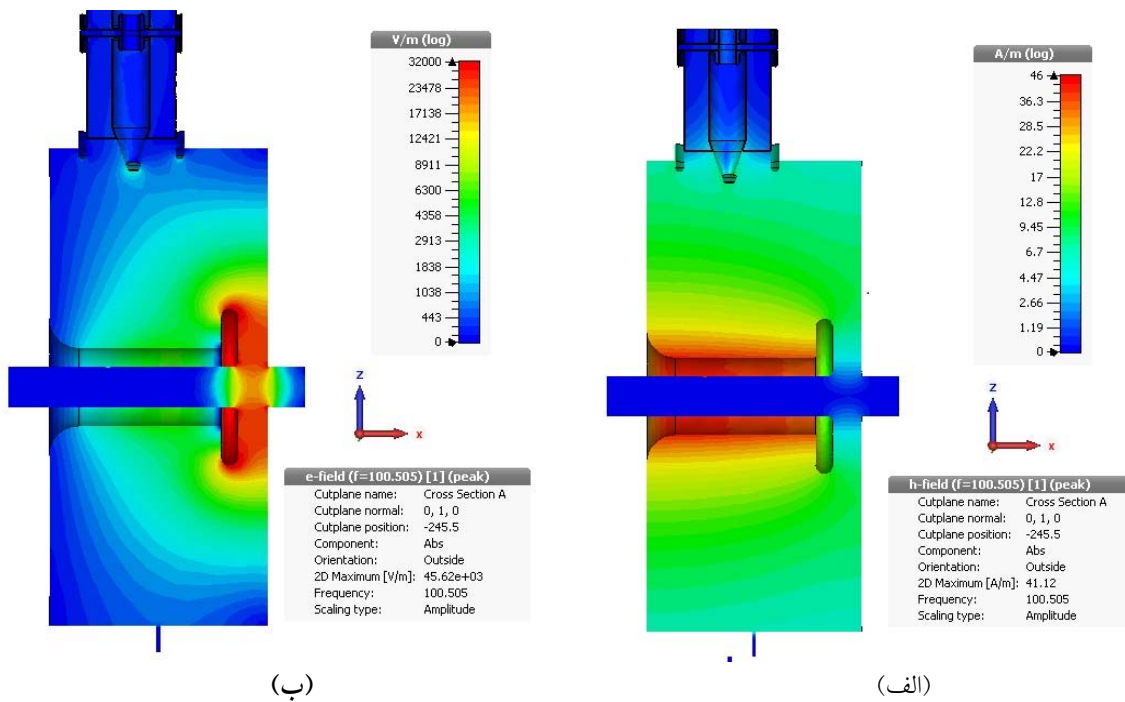 V/m (log)
32000
23478
17138
12421
8911
6300
4358
2913
1838
1038
443
0
z
x
e-field (f=100.505) [1] (peak)
Cutplane name: Cross Section A
Cutplane normal: 0, 1, 0
Cutplane position: -245.5
Component: Abs
Orientation: Outside
2D Maximum [V/m]: 45.62e+03
Frequency: 100.505
Scaling type: Amplitude
(ب)
A/m (log)
46
36.3
28.5
22.2
17
12.8
9.45
6.7
4.47
2.66
1.19
0
z
x
h-field (f=100.505) [1] (peak)
Cutplane name: Cross Section A
Cutplane normal: 0, 1, 0
Cutplane position: -245.5
Component: Abs
Orientation: Outside
2D Maximum [A/m]: 41.12
Frequency: 100.505
Scaling type: Amplitude
(الف)